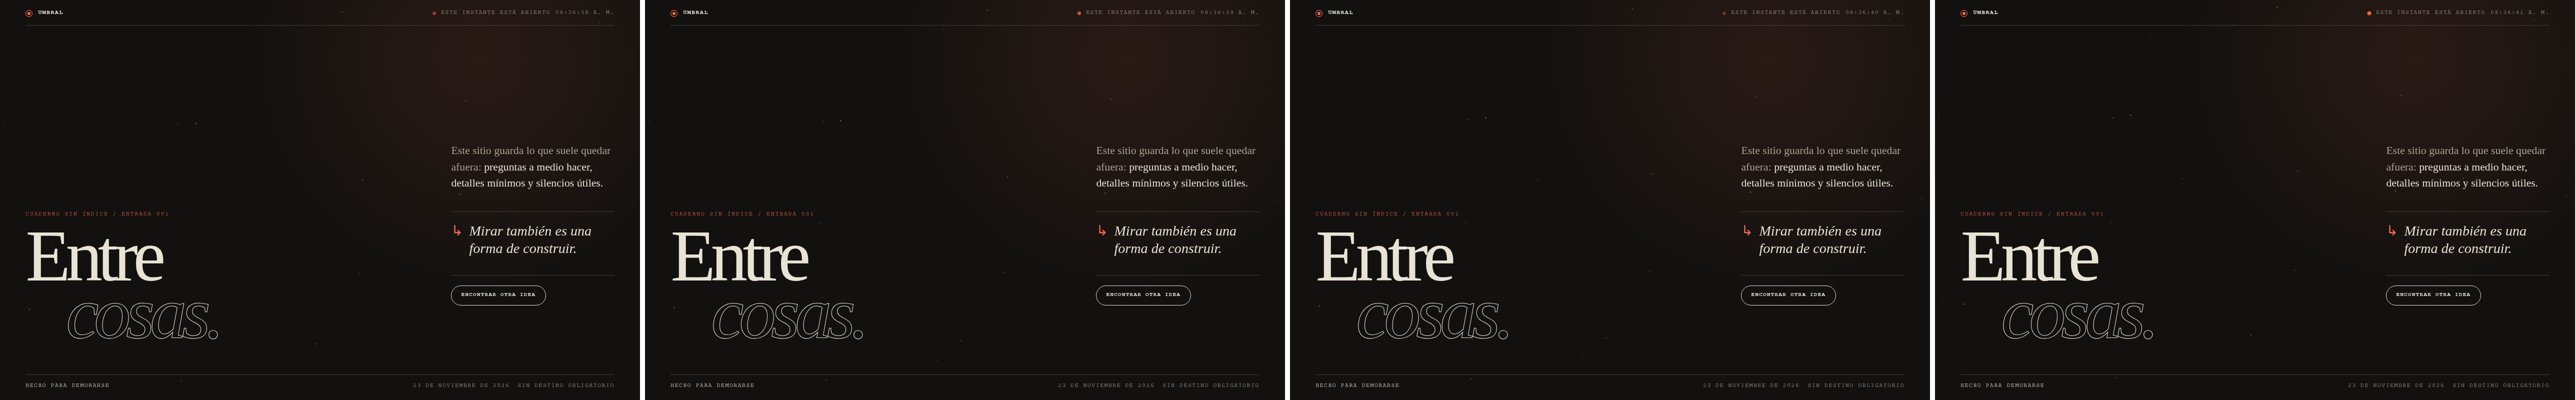 UMBRAL
ESTE INSTANTE ESTÁ ABIERTO 08:36:38 A. M.
Este sitio guarda lo que suele quedar
afuera: preguntas a medio hacer,
detalles mínimos y silencios útiles.
CUADERNO SIN ÍNDICE / ENTRADA 001
↳ Mirar también es una
forma de construir.
Entre
cosas.
ENCONTRAR OTRA IDEA
HECHO PARA DEMORARSE
23 DE NOVIEMBRE DE 2026 SIN DESTINO OBLIGATORIO
UMBRAL
ESTE INSTANTE ESTÁ ABIERTO 08:36:39 A. M.
Este sitio guarda lo que suele quedar
afuera: preguntas a medio hacer,
detalles mínimos y silencios útiles.
CUADERNO SIN ÍNDICE / ENTRADA 001
↳ Mirar también es una
forma de construir.
Entre
cosas.
ENCONTRAR OTRA IDEA
HECHO PARA DEMORARSE
23 DE NOVIEMBRE DE 2026 SIN DESTINO OBLIGATORIO
UMBRAL
ESTE INSTANTE ESTÁ ABIERTO 08:36:40 A. M.
Este sitio guarda lo que suele quedar
afuera: preguntas a medio hacer,
detalles mínimos y silencios útiles.
CUADERNO SIN ÍNDICE / ENTRADA 001
↳ Mirar también es una
forma de construir.
Entre
cosas.
ENCONTRAR OTRA IDEA
HECHO PARA DEMORARSE
23 DE NOVIEMBRE DE 2026 SIN DESTINO OBLIGATORIO
UMBRAL
ESTE INSTANTE ESTÁ ABIERTO 08:36:41 A. M.
Este sitio guarda lo que suele quedar
afuera: preguntas a medio hacer,
detalles mínimos y silencios útiles.
CUADERNO SIN ÍNDICE / ENTRADA 001
↳ Mirar también es una
forma de construir.
Entre
cosas.
ENCONTRAR OTRA IDEA
HECHO PARA DEMORARSE
23 DE NOVIEMBRE DE 2026 SIN DESTINO OBLIGATORIO